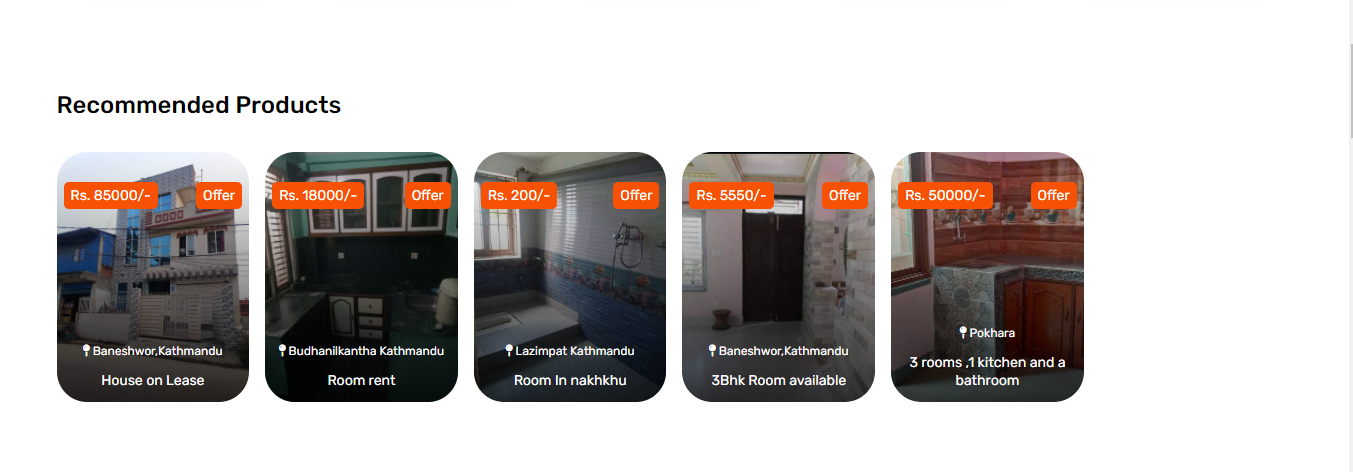 Recommended Products
Rs. 85000/- Offer
Baneshwor,Kathmandu
House on Lease
Rs. 18000/- Offer
Budhanilkantha Kathmandu
Room rent
Rs. 200/- Offer
Lazimpat Kathmandu
Room In nakhkhu
Rs. 5550/- Offer
Baneshwor,Kathmandu
3Bhk Room available
Rs. 50000/- Offer
Pokhara
3 rooms ,1 kitchen and a
bathroom